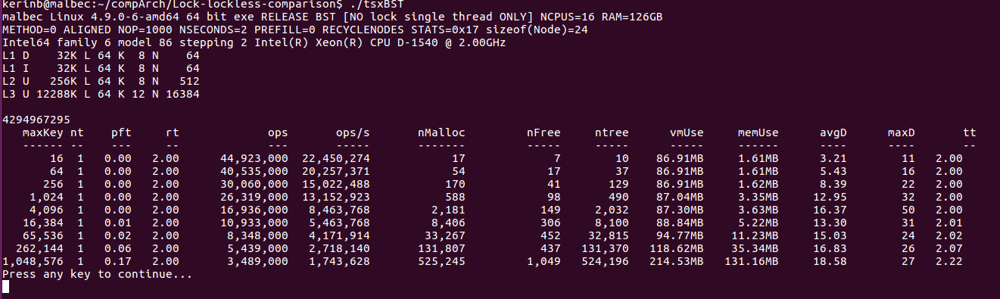 kerinb@malbec:~/compArch/Lock-lockless-comparison$ ./tsxBST
malbec Linux 4.9.0-6-amd64 64 bit exe RELEASE BST [NO lock single thread ONLY] NCPUS=16 RAM=126GB
METHOD=0 ALIGNED NOP=1000 NSECONDS=2 PREFILL=0 RECYCLENODES STATS=0x17 sizeof(Node)=24
Intel64 family 6 model 86 stepping 2 Intel(R) Xeon(R) CPU D-1540 @ 2.00GHz
L1 D    32K L 64 K  8 N    64
L1 I    32K L 64 K  8 N    64
L2 U   256K L 64 K  8 N   512
L3 U 12288K L 64 K 12 N 16384
4294967295
maxKey nt pft rt ops ops/s nMalloc nFree ntree vmUse memUse avgD maxD tt
------ -- --- -- --- ----- ------- ----- ----- ----- ------ ---- ---- --
16 1 0.00 2.00 44,923,000 22,450,274 17 7 10 86.91MB 1.61MB 3.21 11 2.00
64 1 0.00 2.00 40,535,000 20,257,371 54 17 37 86.91MB 1.61MB 5.43 16 2.00
256 1 0.00 2.00 30,060,000 15,022,488 170 41 129 86.91MB 1.62MB 8.39 22 2.00
1,024 1 0.00 2.00 26,319,000 13,152,923 588 98 490 87.04MB 3.35MB 12.95 32 2.00
4,096 1 0.00 2.00 16,936,000 8,463,768 2,181 149 2,032 87.30MB 3.63MB 16.37 50 2.00
16,384 1 0.01 2.00 10,933,000 5,463,768 8,406 306 8,100 88.84MB 5.22MB 13.30 31 2.01
65,536 1 0.02 2.00 8,348,000 4,171,914 33,267 452 32,815 94.77MB 11.23MB 15.03 24 2.02
262,144 1 0.06 2.00 5,439,000 2,718,140 131,807 437 131,370 118.62MB 35.34MB 16.83 26 2.07
1,048,576 1 0.17 2.00 3,489,000 1,743,628 525,245 1,049 524,196 214.53MB 131.16MB 18.58 27 2.22
Press any key to continue...